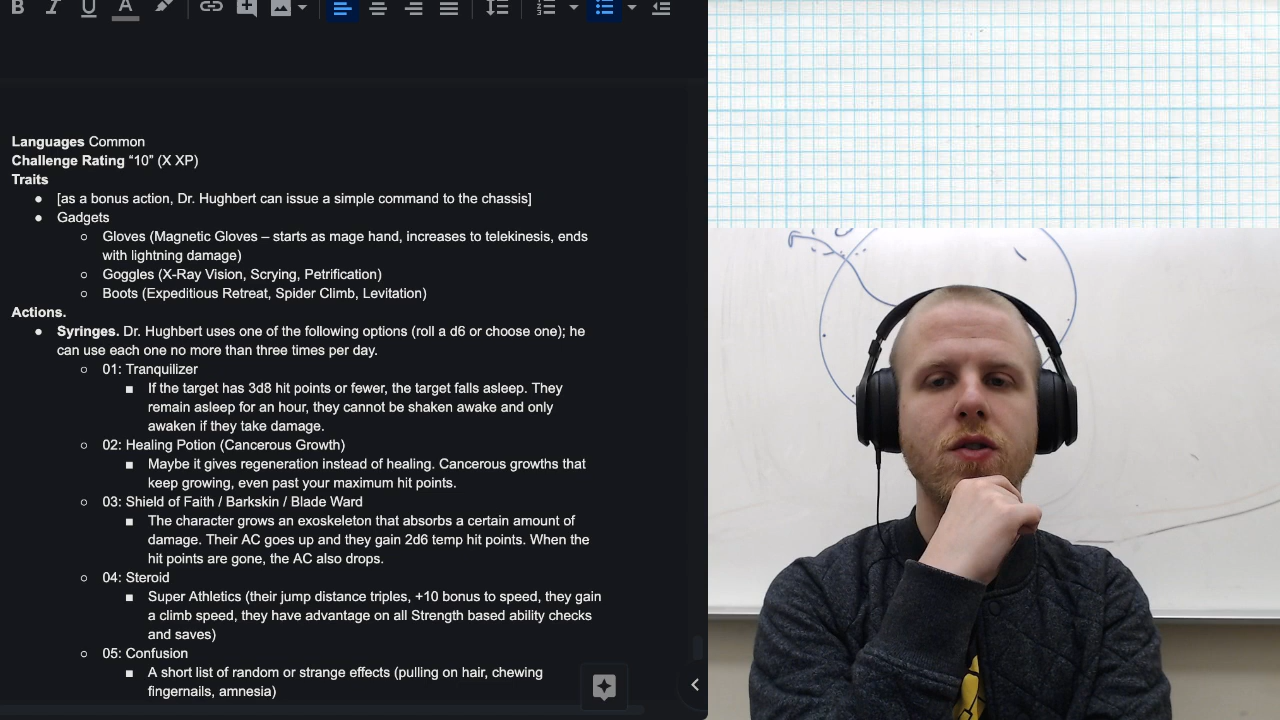 Languages Common
Challenge Rating “10” (X XP)
Traits
● [as a bonus action, Dr. Hughbert can issue a simple command to the chassis]
● Gadgets
○ Gloves (Magnetic Gloves – starts as mage hand, increases to telekinesis, ends
with lightning damage)
○ Goggles (X-Ray Vision, Scrying, Petrification)
○ Boots (Expeditious Retreat, Spider Climb, Levitation)
Actions.
● Syringes. Dr. Hughbert uses one of the following options (roll a d6 or choose one); he
can use each one no more than three times per day.
○ 01: Tranquilizer
■ If the target has 3d8 hit points or fewer, the target falls asleep. They
remain asleep for an hour, they cannot be shaken awake and only
awaken if they take damage.
○ 02: Healing Potion (Cancerous Growth)
■ Maybe it gives regeneration instead of healing. Cancerous growths that
keep growing, even past your maximum hit points.
○ 03: Shield of Faith / Barkskin / Blade Ward
■ The character grows an exoskeleton that absorbs a certain amount of
damage. Their AC goes up and they gain 2d6 temp hit points. When the
hit points are gone, the AC also drops.
○ 04: Steroid
■ Super Athletics (their jump distance triples, +10 bonus to speed, they gain
a climb speed, they have advantage on all Strength based ability checks
and saves)
○ 05: Confusion
■ A short list of random or strange effects (pulling on hair, chewing
fingernails, amnesia)